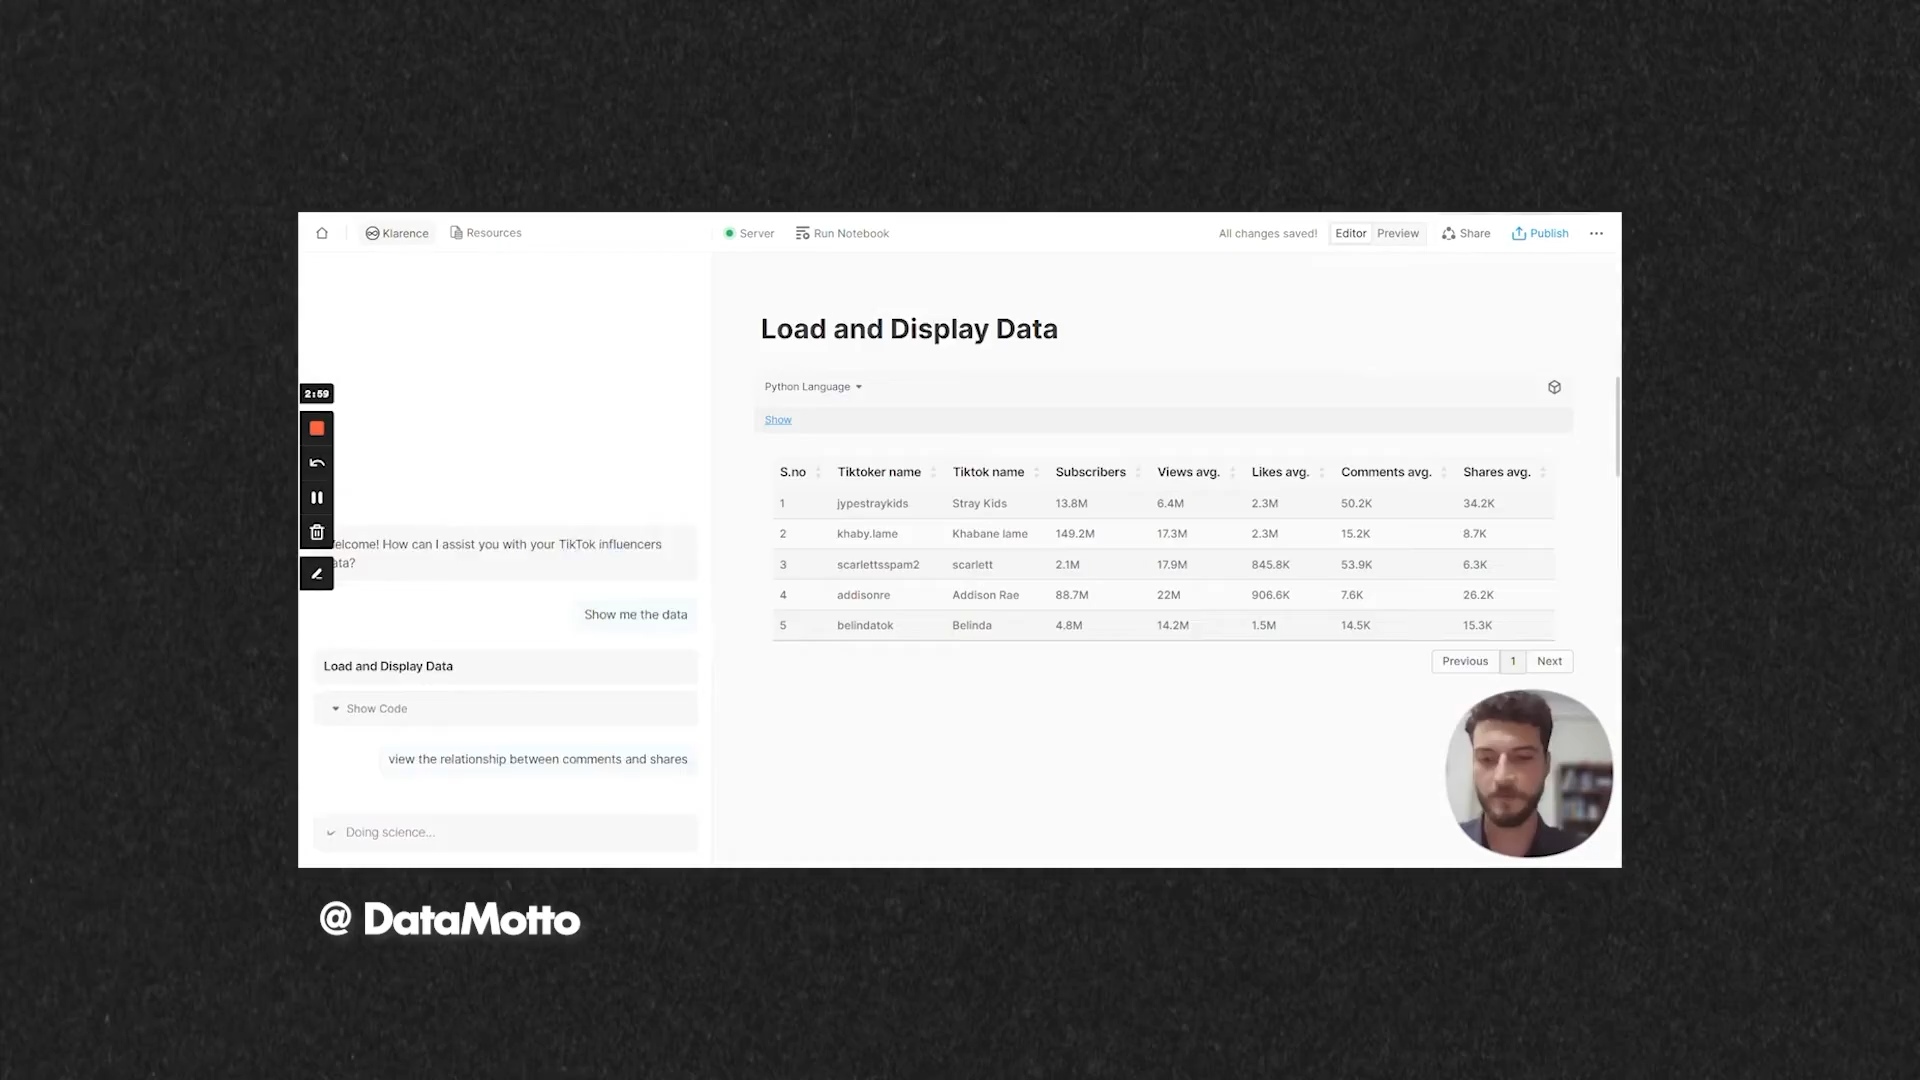 Klarence Resources Server Run Notebook All changes saved! Editor Preview Share Publish
Load and Display Data
Python Language
Show
2:59
S.no Tiktoker name Tiktok name Subscribers Views avg. Likes avg. Comments avg. Shares avg.
1 jypestraykids Stray Kids 13.8M 6.4M 2.3M 50.2K 34.2K
2 khaby.lame Khabane lame 149.2M 17.3M 2.3M 15.2K 8.7K
3 scarlettsspam2 scarlett 2.1M 17.9M 845.8K 53.9K 6.3K
4 addisonre Addison Rae 88.7M 22M 906.6K 7.6K 26.2K
5 belindatok Belinda 4.8M 14.2M 1.5M 14.5K 15.3K
Previous 1 Next
elcome! How can I assist you with your TikTok influencers
ata?
Show me the data
Load and Display Data
Show Code
view the relationship between comments and shares
Doing science...
@ DataMotto